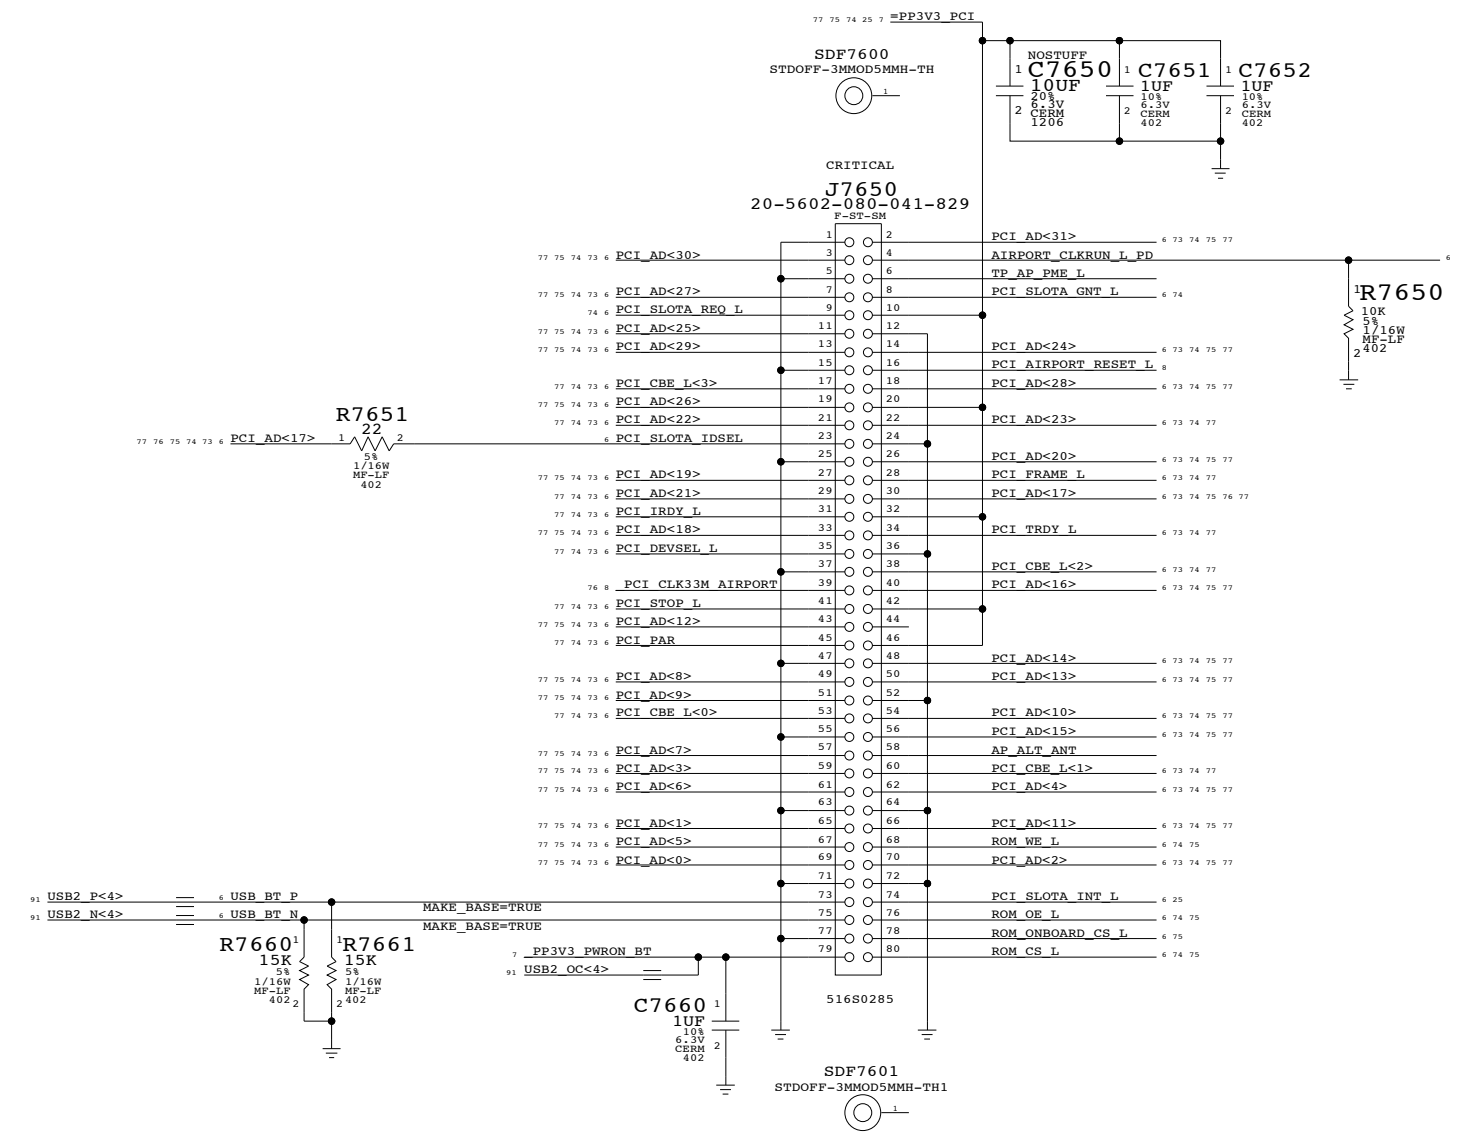 77 75 74 25 7 =PP3V3_PCI
SDF7600
STDOFF-3MMOD5MMH-TH
1
NOSTUFF
1 C7650
10UF
20%
6.3V
2 CERM
1206
1 C7651
1UF
10%
6.3V
2 CERM
402
1 C7652
1UF
10%
6.3V
2 CERM
402
CRITICAL
J7650
20-5602-080-041-829
F-ST-SM
1 2 PCI_AD<31> 6 73 74 75 77
77 75 74 73 6 PCI_AD<30> 3 4 AIRPORT_CLKRUN_L_PD 6
5 6 TP_AP_PME_L
77 75 74 73 6 PCI_AD<27> 7 8 PCI_SLOTA_GNT_L 6 74
74 6 PCI_SLOTA_REQ_L 9 10
77 75 74 73 6 PCI_AD<25> 11 12
77 75 74 73 6 PCI_AD<29> 13 14 PCI_AD<24> 6 73 74 75 77
15 16 PCI_AIRPORT_RESET_L 8
77 74 73 6 PCI_CBE_L<3> 17 18 PCI_AD<28> 6 73 74 75 77
77 75 74 73 6 PCI_AD<26> 19 20
77 74 73 6 PCI_AD<22> 21 22 PCI_AD<23> 6 73 74 77
6 PCI_SLOTA_IDSEL 23 24
25 26 PCI_AD<20> 6 73 74 75 77
77 75 74 73 6 PCI_AD<19> 27 28 PCI_FRAME_L 6 73 74 77
77 74 73 6 PCI_AD<21> 29 30 PCI_AD<17> 6 73 74 75 76 77
77 74 73 6 PCI_IRDY_L 31 32
77 75 74 73 6 PCI_AD<18> 33 34 PCI_TRDY_L 6 73 74 77
77 74 73 6 PCI_DEVSEL_L 35 36
37 38 PCI_CBE_L<2> 6 73 74 77
76 8 PCI_CLK33M_AIRPORT 39 40 PCI_AD<16> 6 73 74 75 77
77 74 73 6 PCI_STOP_L 41 42
77 75 74 73 6 PCI_AD<12> 43 44
77 74 73 6 PCI_PAR 45 46
47 48 PCI_AD<14> 6 73 74 75 77
77 75 74 73 6 PCI_AD<8> 49 50 PCI_AD<13> 6 73 74 75 77
77 75 74 73 6 PCI_AD<9> 51 52
77 74 73 6 PCI_CBE_L<0> 53 54 PCI_AD<10> 6 73 74 75 77
55 56 PCI_AD<15> 6 73 74 75 77
77 75 74 73 6 PCI_AD<7> 57 58 AP_ALT_ANT
77 75 74 73 6 PCI_AD<3> 59 60 PCI_CBE_L<1> 6 73 74 77
77 75 74 73 6 PCI_AD<6> 61 62 PCI_AD<4> 6 73 74 75 77
63 64
77 75 74 73 6 PCI_AD<1> 65 66 PCI_AD<11> 6 73 74 75 77
77 75 74 73 6 PCI_AD<5> 67 68 ROM_WE_L 6 74 75
77 75 74 73 6 PCI_AD<0> 69 70 PCI_AD<2> 6 73 74 75 77
71 72
91 USB2_P<4> 6 USB_BT_P MAKE_BASE=TRUE 73 74 PCI_SLOTA_INT_L 6 25
91 USB2_N<4> 6 USB_BT_N MAKE_BASE=TRUE 75 76 ROM_OE_L 6 74 75
77 78 ROM_ONBOARD_CS_L 6 75
7 PP3V3_PWRON_BT 79 80 ROM_CS_L 6 74 75
91 USB2_OC<4>
516S0285
1
R7650
10K
5%
1/16W
MF-LF
2 402
R7651
22
77 76 75 74 73 6 PCI_AD<17> 1 2
5%
1/16W
MF-LF
402
R7660 1
15K
5%
1/16W
MF-LF
402 2
1 R7661
15K
5%
1/16W
MF-LF
2 402
C7660 1
1UF
10%
6.3V
CERM 2
402
SDF7601
STDOFF-3MMOD5MMH-TH1
1